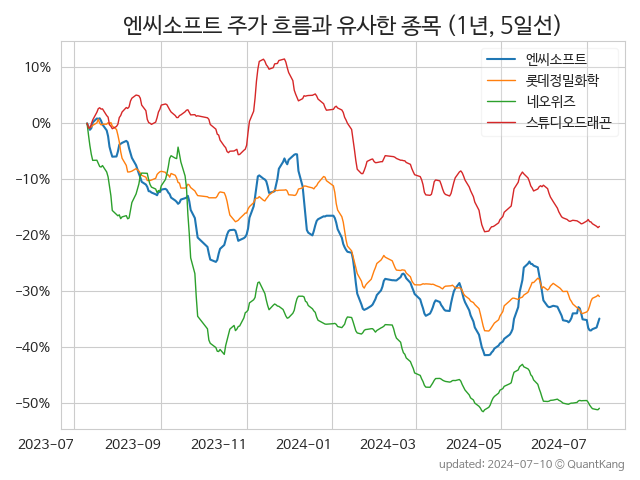 엔씨소프트 주가 흐름과 유사한 종목 (1년, 5일선)
엔씨소프트
롯데정밀화학
네오위즈
스튜디오드래곤
10%
0%
−10%
−20%
−30%
−40%
−50%
2023-07 2023-09 2023-11 2024-01 2024-03 2024-05 2024-07
updated: 2024-07-10 © QuantKang